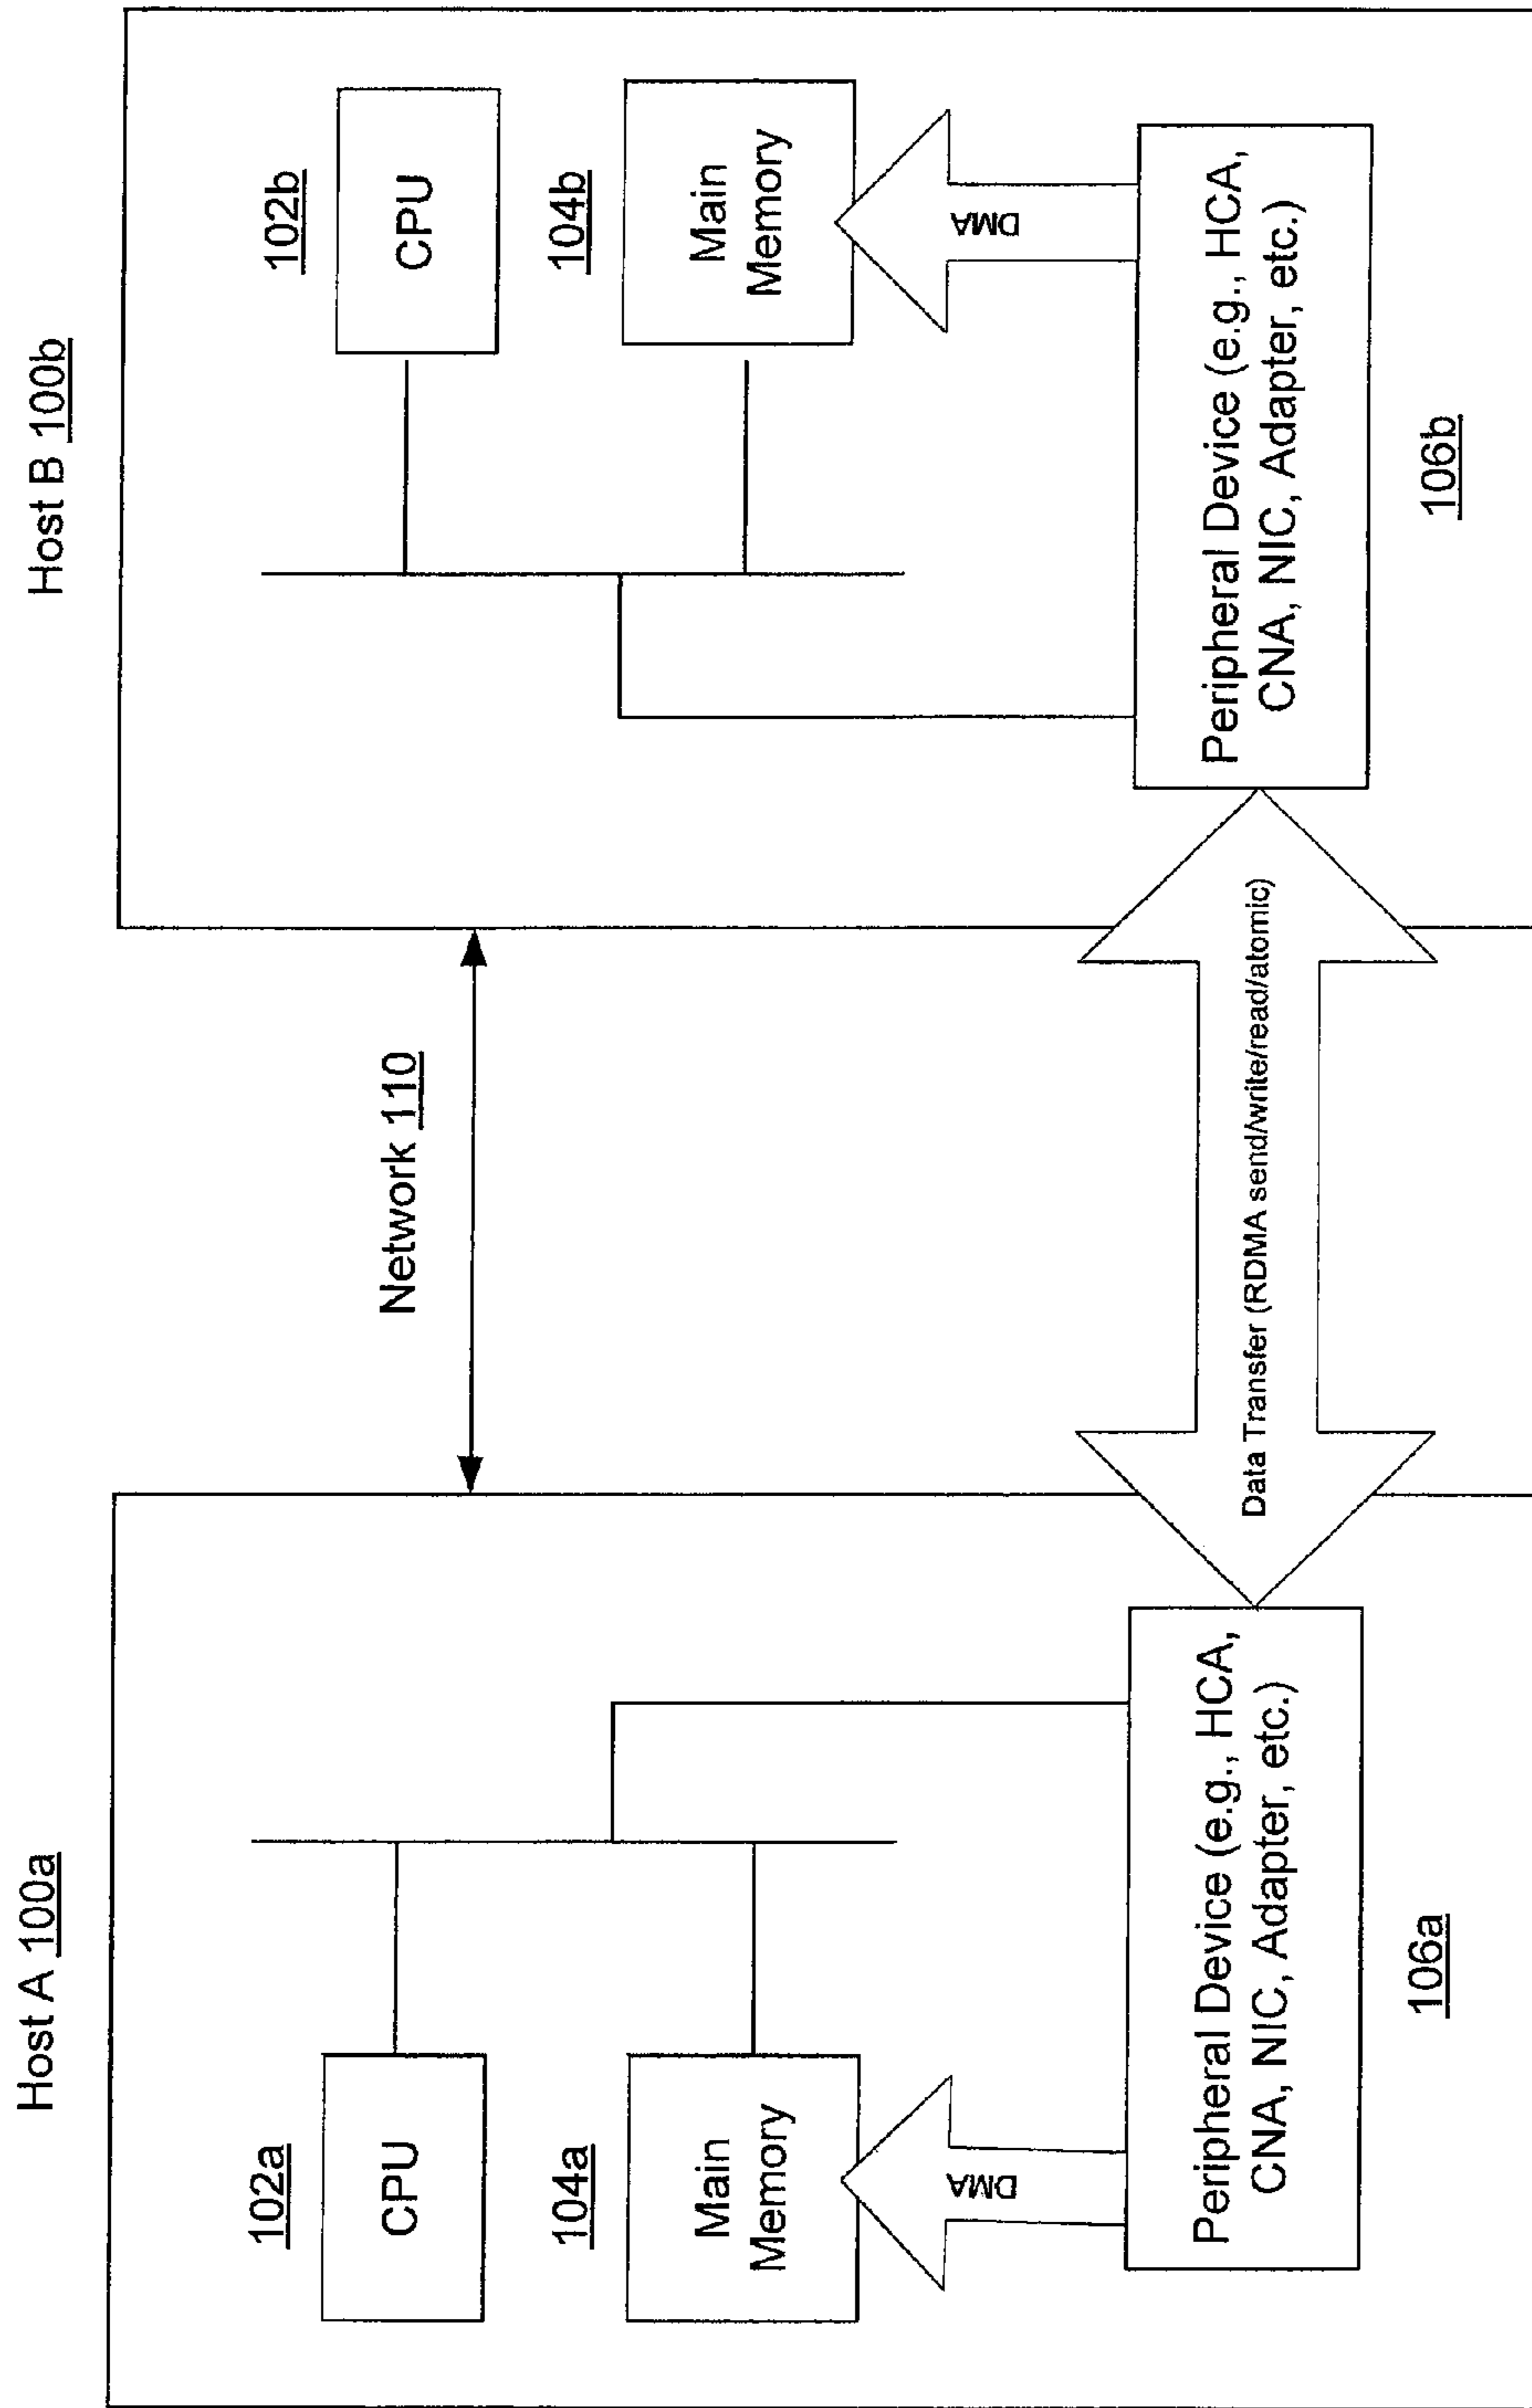 Host A 100a
102a
CPU
104a
Main
Memory
DMA
Peripheral Device (e.g., HCA,
CNA, NIC, Adapter, etc.)
106a
Network 110
Data Transfer (RDMA send/write/read/atomic)
Host B 100b
102b
CPU
104b
Main
Memory
DMA
Peripheral Device (e.g., HCA,
CNA, NIC, Adapter, etc.)
106b